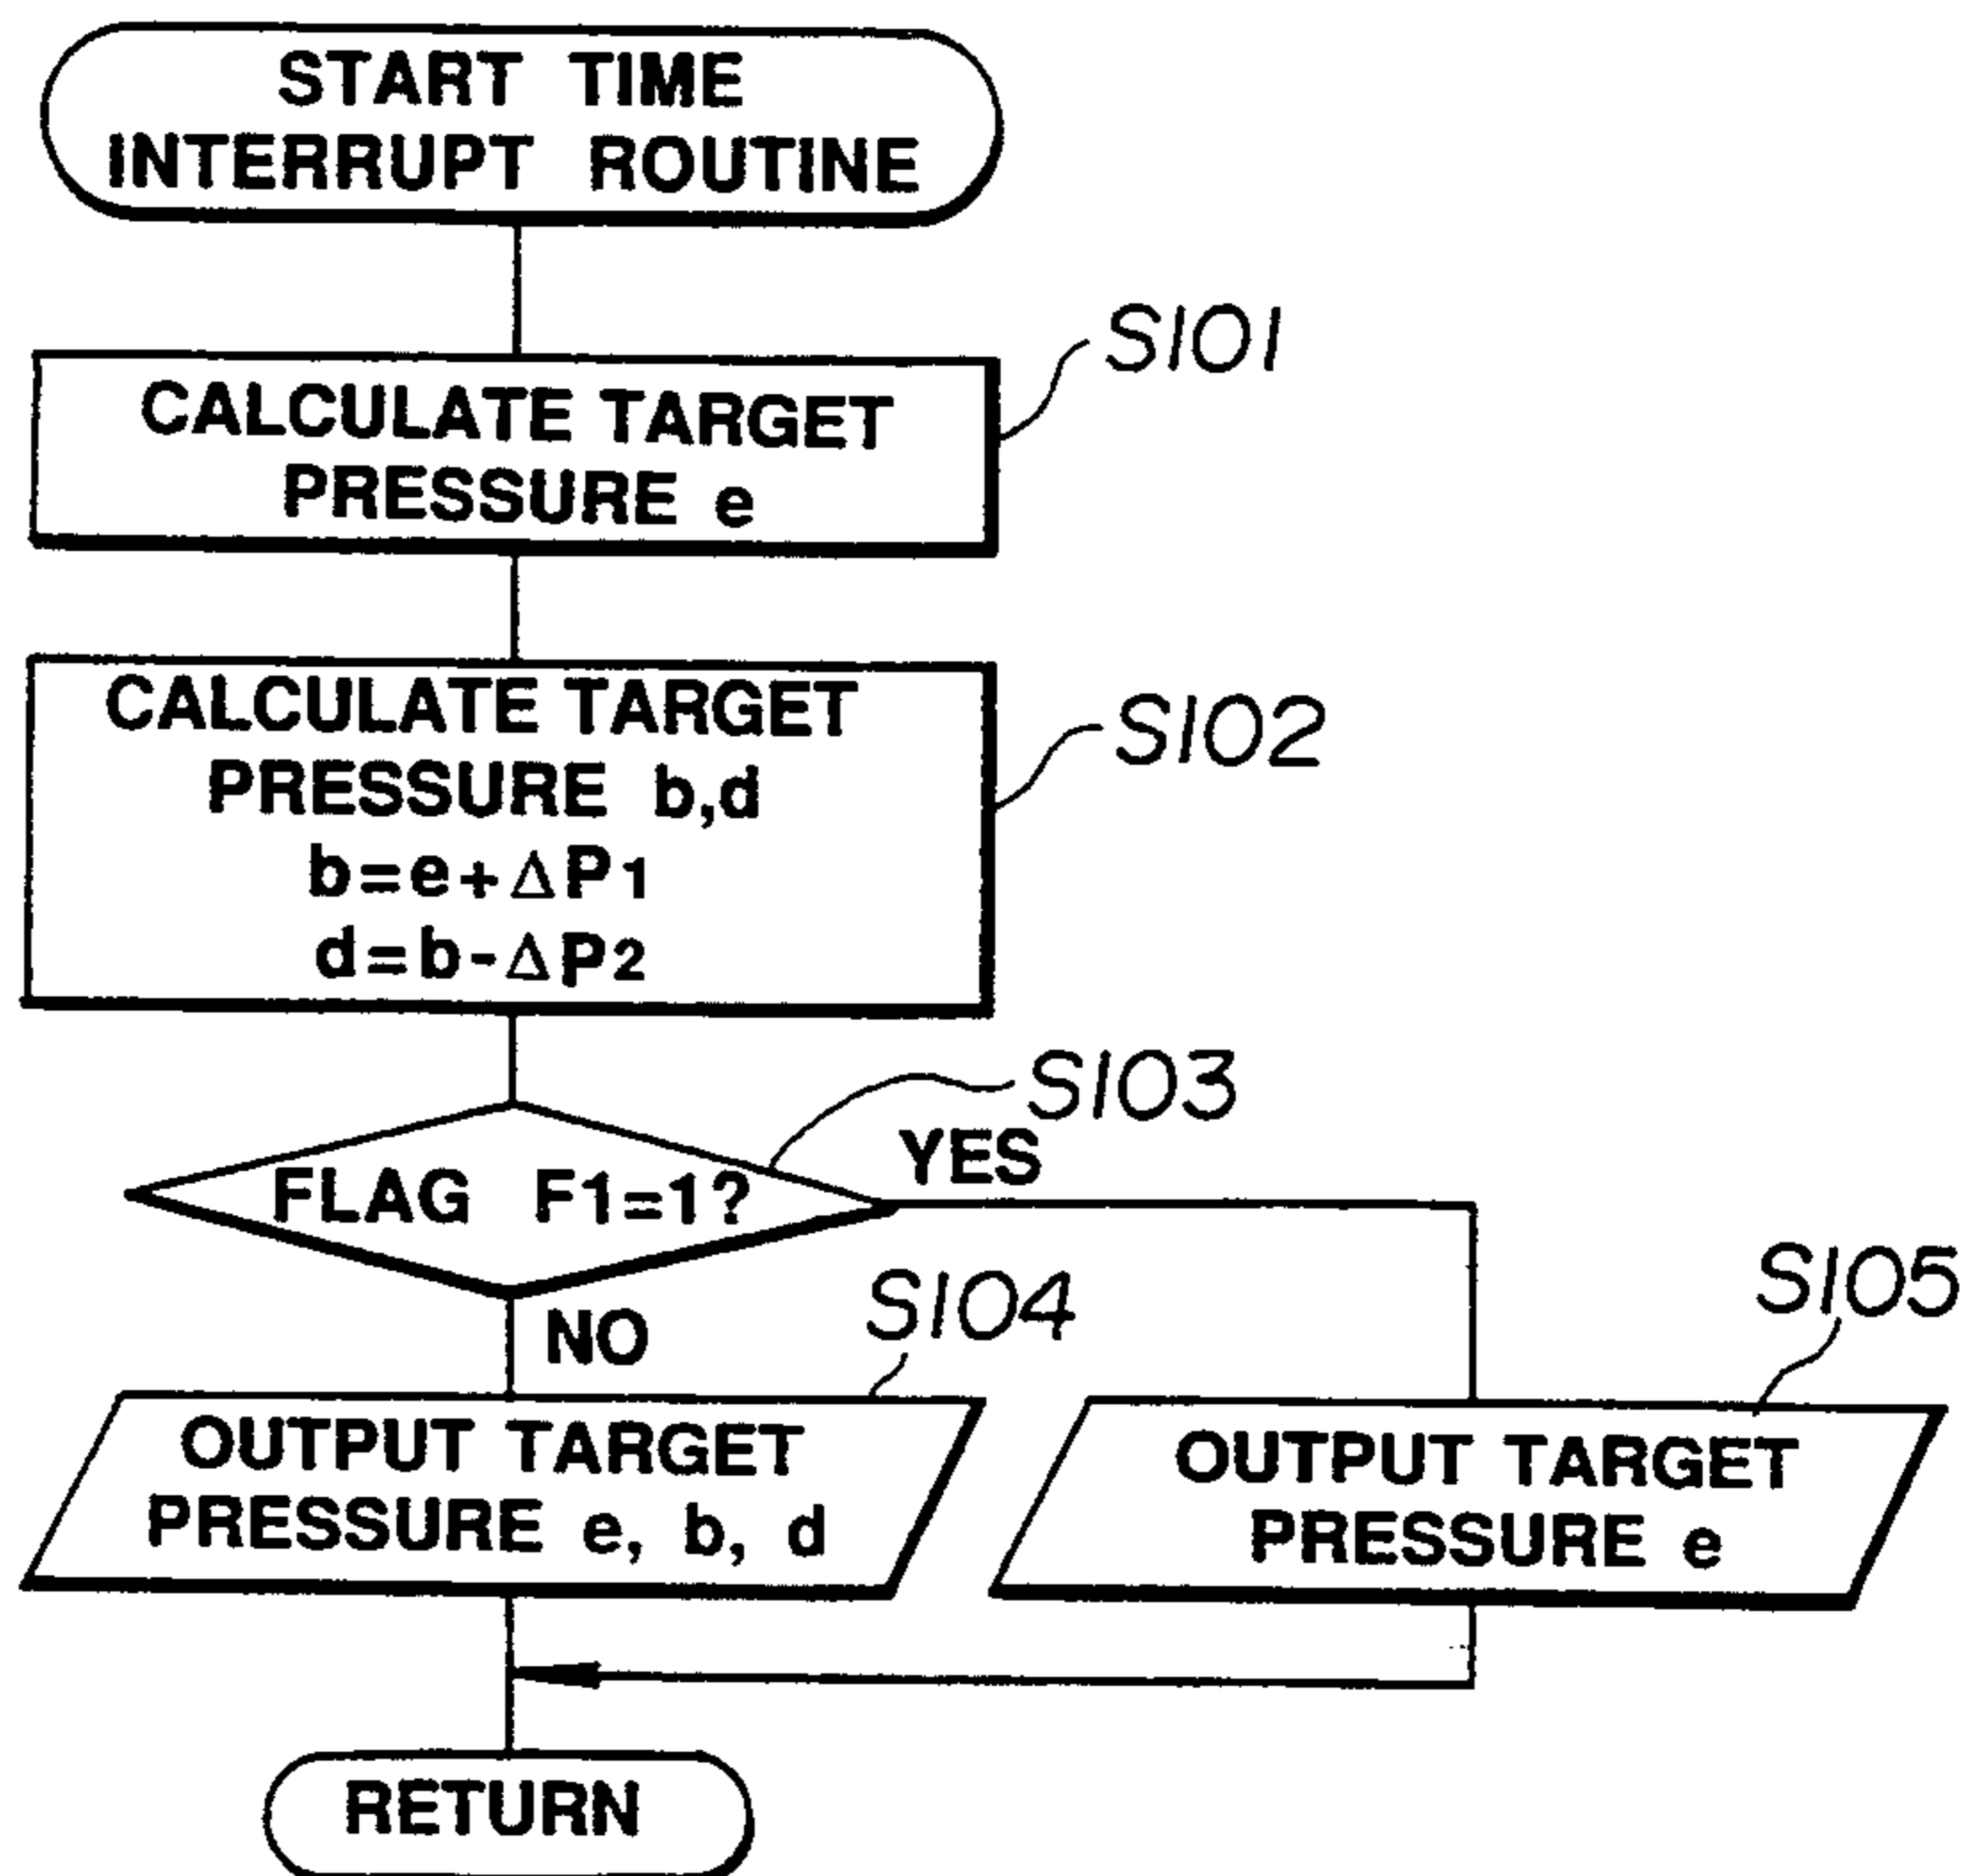 START TIME
INTERRUPT ROUTINE
S101
CALCULATE TARGET
PRESSURE e
S102
CALCULATE TARGET
PRESSURE b,d
b=e+ΔP1
d=b-ΔP2
S103
FLAG F1=1?
YES
NO
S104
OUTPUT TARGET
PRESSURE e, b, d
S105
OUTPUT TARGET
PRESSURE e
RETURN